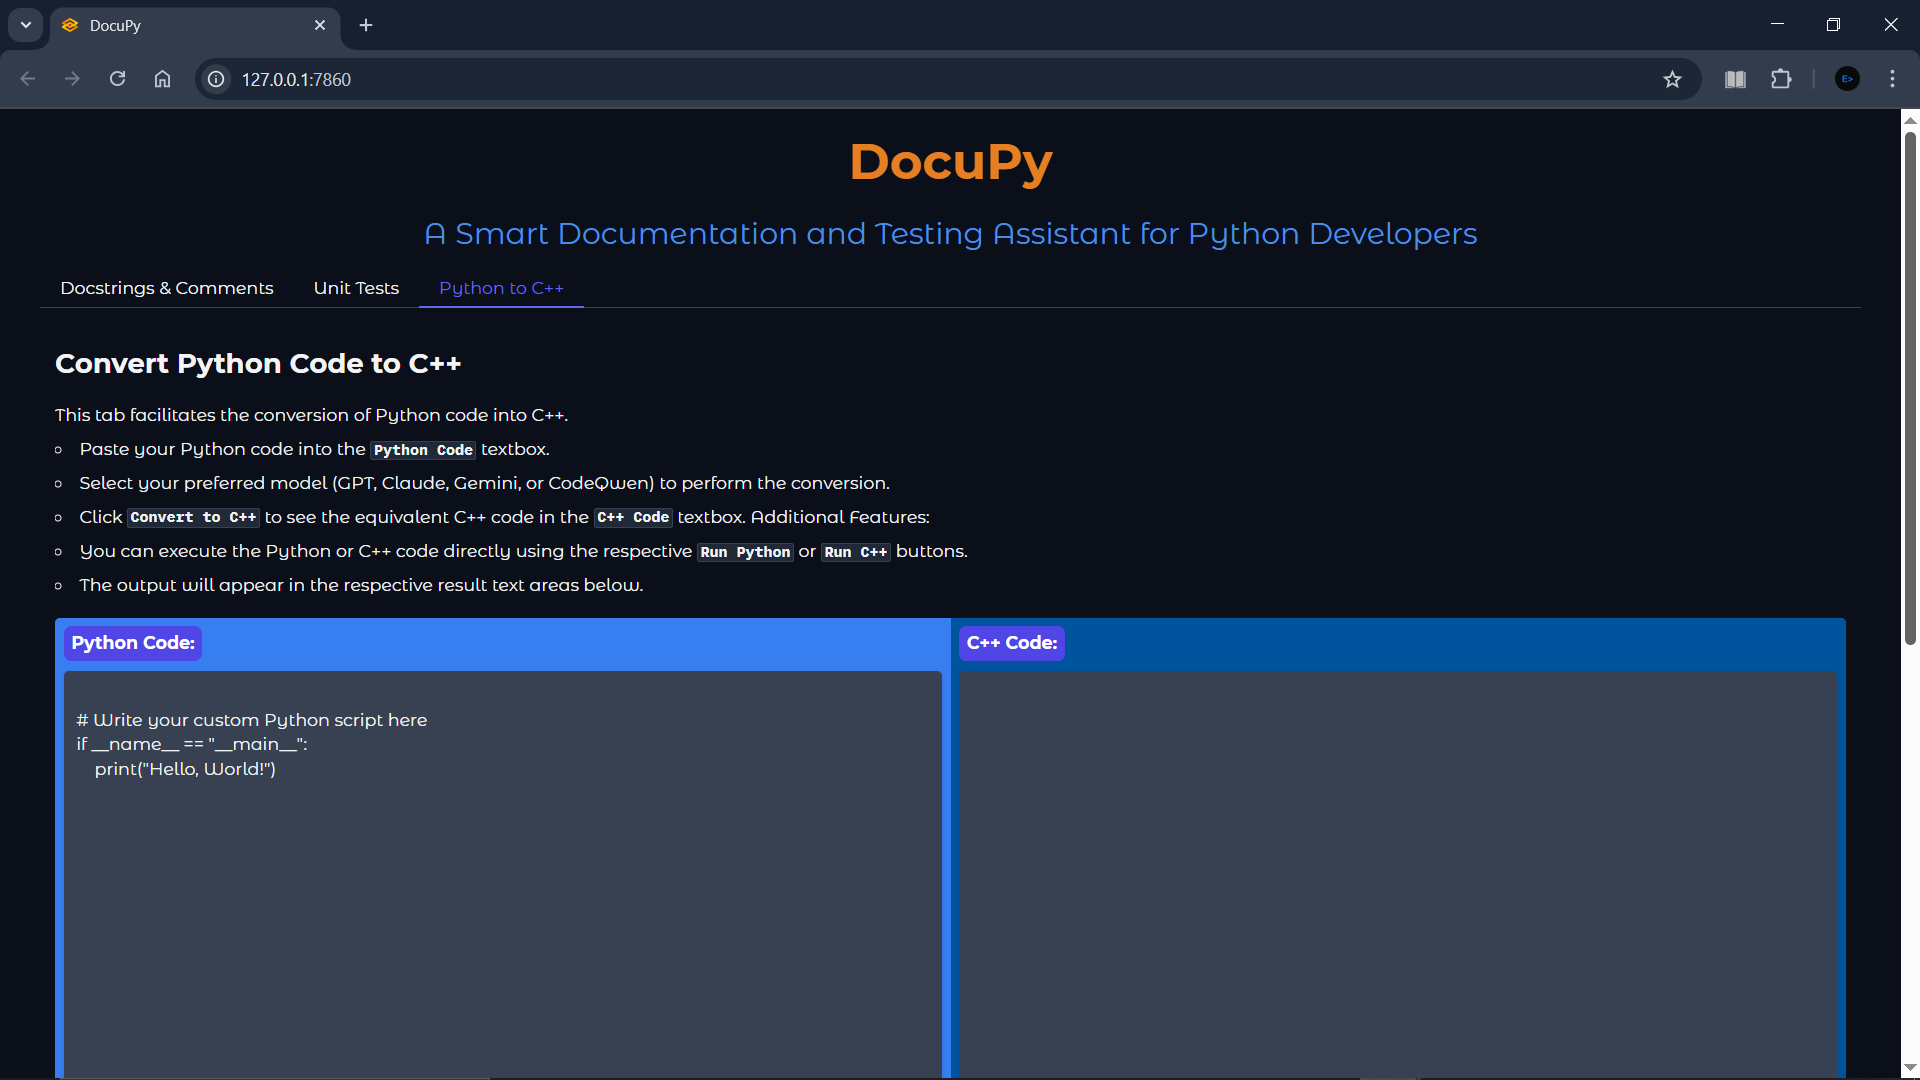 DocuPy
127.0.0.1:7860
E>
DocuPy
A Smart Documentation and Testing Assistant for Python Developers
Docstrings & Comments
Unit Tests
Python to C++
Convert Python Code to C++
This tab facilitates the conversion of Python code into C++.
Paste your Python code into the Python Code textbox.
Select your preferred model (GPT, Claude, Gemini, or CodeQwen) to perform the conversion.
Click Convert to C++ to see the equivalent C++ code in the C++ Code textbox. Additional Features:
You can execute the Python or C++ code directly using the respective Run Python or Run C++ buttons.
The output will appear in the respective result text areas below.
Python Code:
C++ Code:
# Write your custom Python script here
if __name__ == "__main__":
    print("Hello, World!")